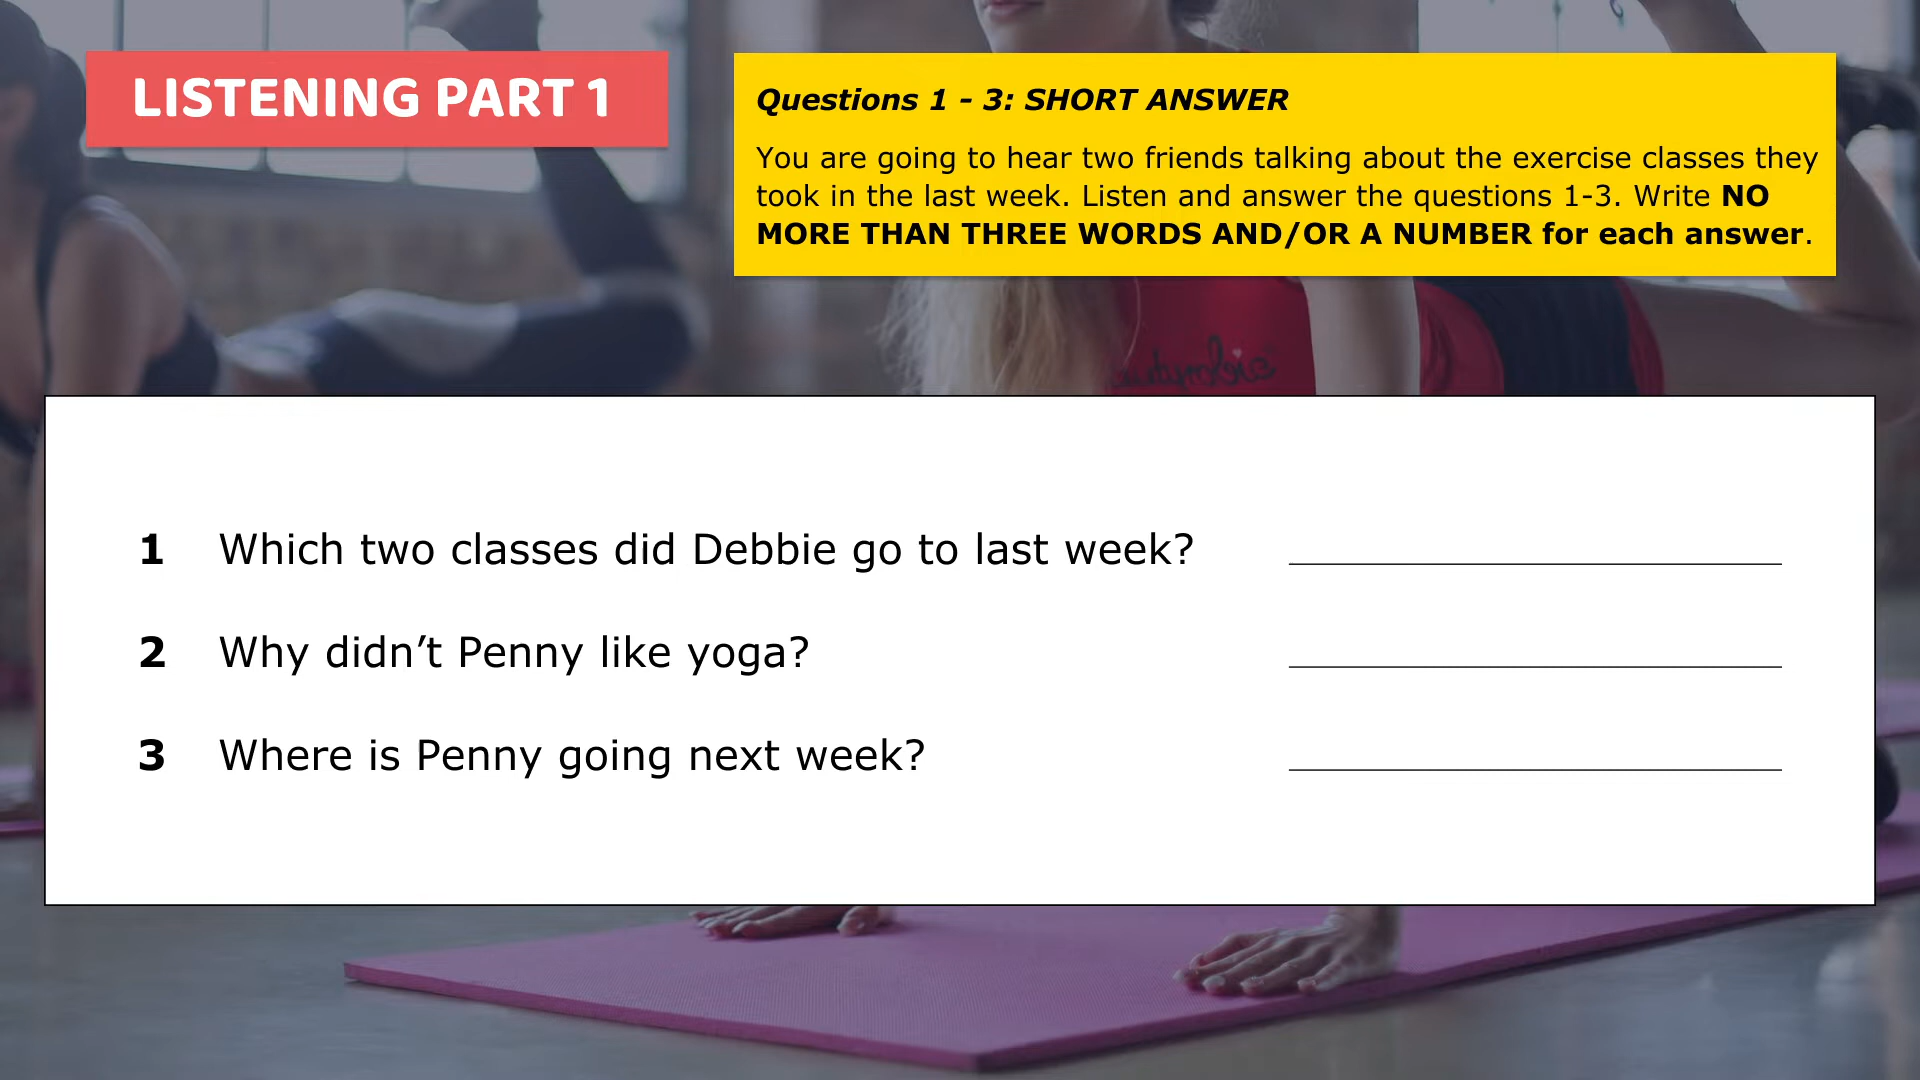 LISTENING PART 1
Questions 1 - 3: SHORT ANSWER
You are going to hear two friends talking about the exercise classes they
took in the last week. Listen and answer the questions 1-3. Write NO
MORE THAN THREE WORDS AND/OR A NUMBER for each answer.
1 Which two classes did Debbie go to last week? ____________________
2 Why didn’t Penny like yoga? ____________________
3 Where is Penny going next week? ____________________